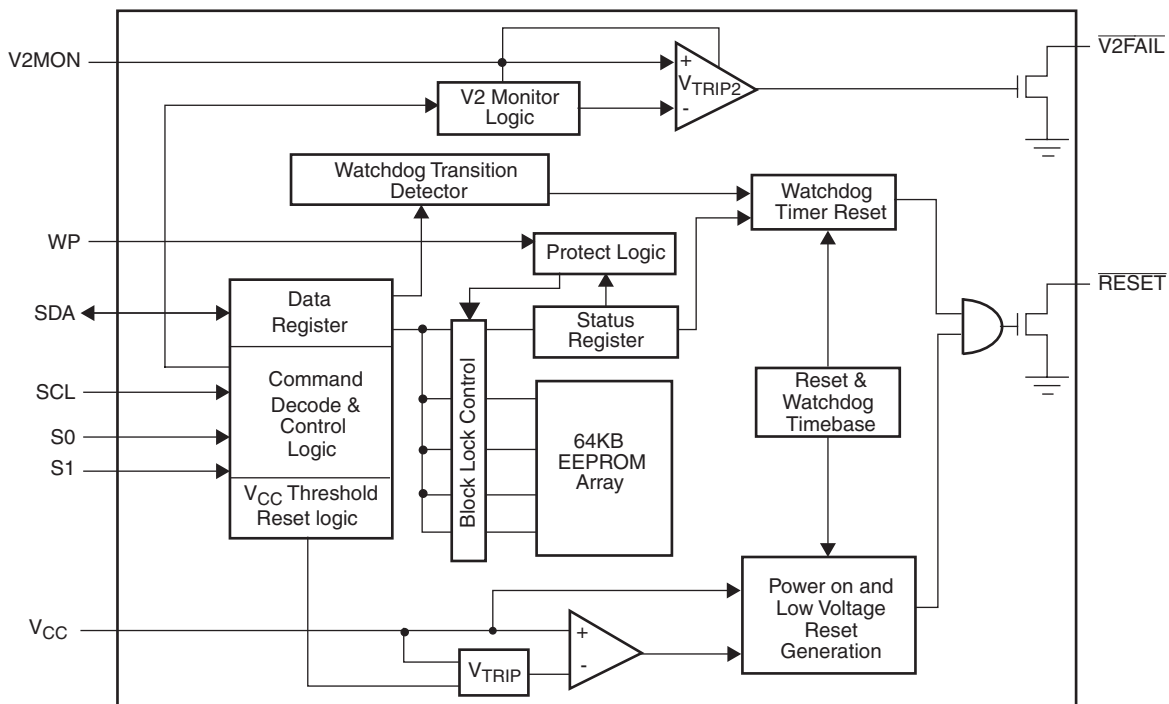 V2MON
+
VTRIP2
-
V2 Monitor
Logic
V2FAIL
Watchdog Transition
Detector
Watchdog
Timer Reset
WP
Protect Logic
RESET
SDA
Data
Register
Status
Register
SCL
S0
S1
Command
Decode &
Control
Logic
Block Lock Control
64KB
EEPROM
Array
Reset &
Watchdog
Timebase
VCC Threshold
Reset logic
VCC
VTRIP
+
-
Power on and
Low Voltage
Reset
Generation